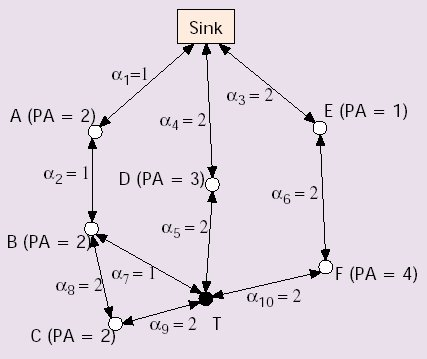 Sink
α1=1
α3 = 2
A (PA = 2)
E (PA = 1)
α4 = 2
α2 = 1
D (PA = 3)
α6 = 2
α5 = 2
B (PA = 2)
α7 = 1
F (PA = 4)
α8 = 2
α10 = 2
C (PA = 2)
α9 = 2
T